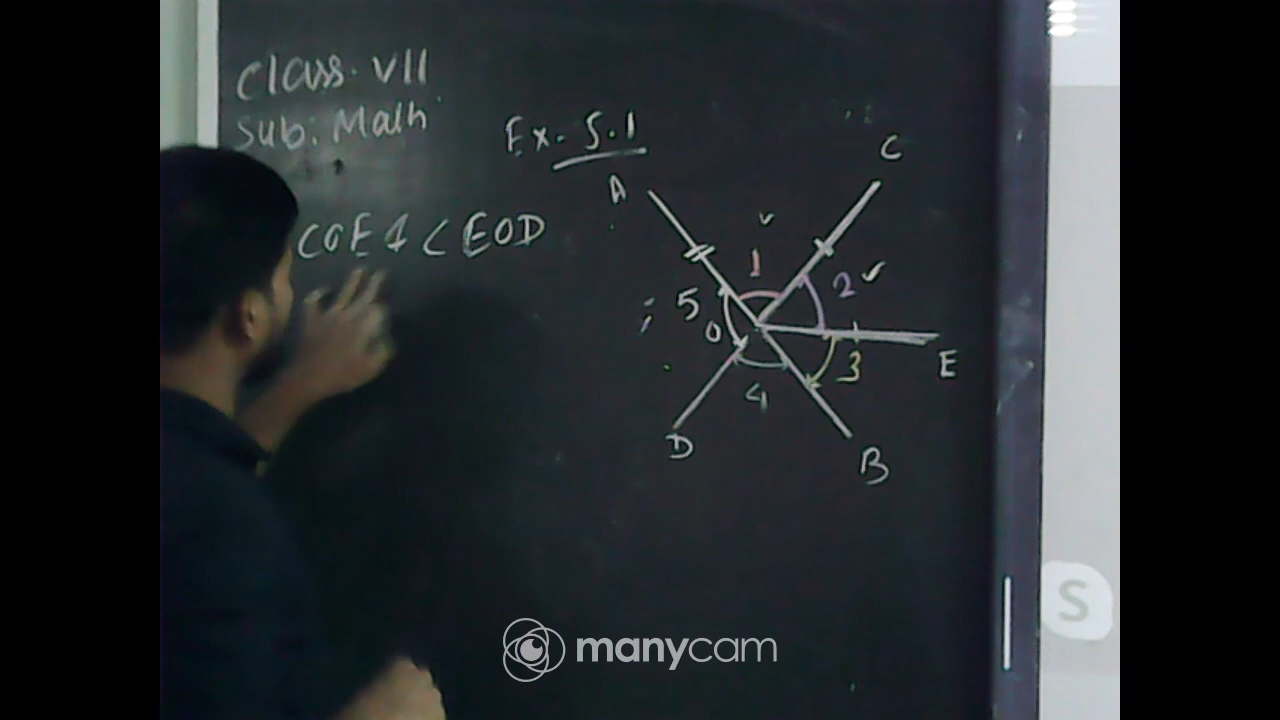 Class. VII
Sub: Math
Ex. 5.1
COE & < EOD
A
C
1
2
5
O
3
E
4
D
B
S
manycam